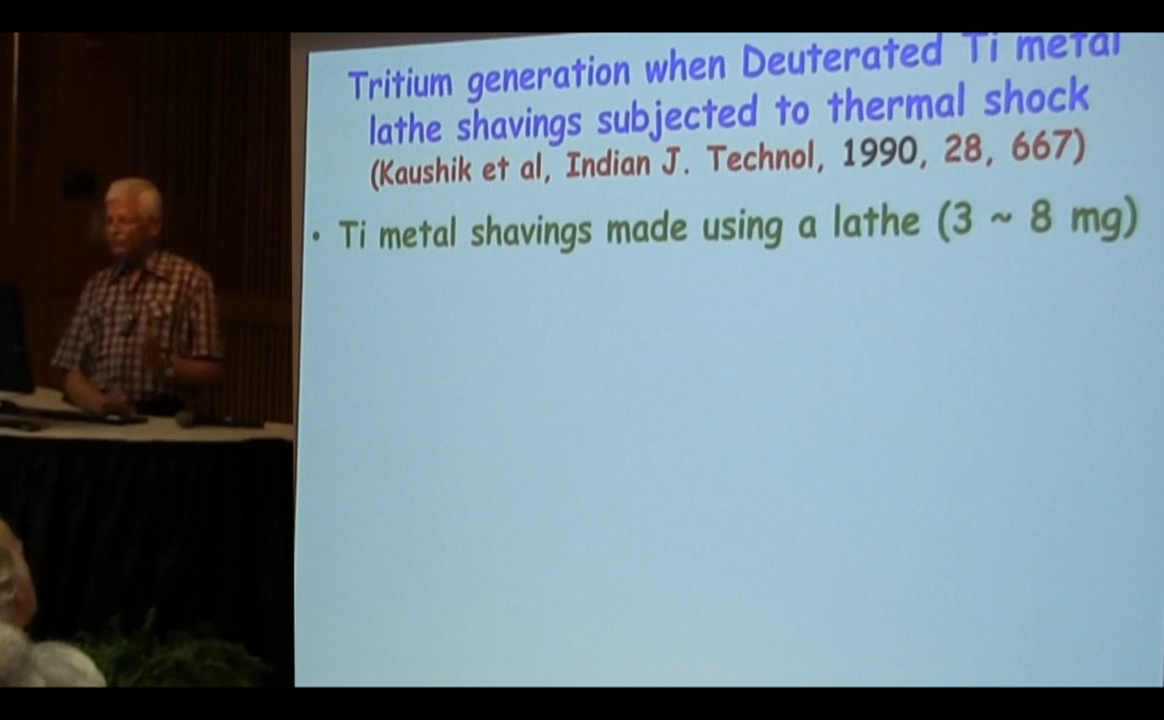 Tritium generation when Deuterated Ti metal
lathe shavings subjected to thermal shock
(Kaushik et al, Indian J. Technol, 1990, 28, 667)
• Ti metal shavings made using a lathe (3 ~ 8 mg)